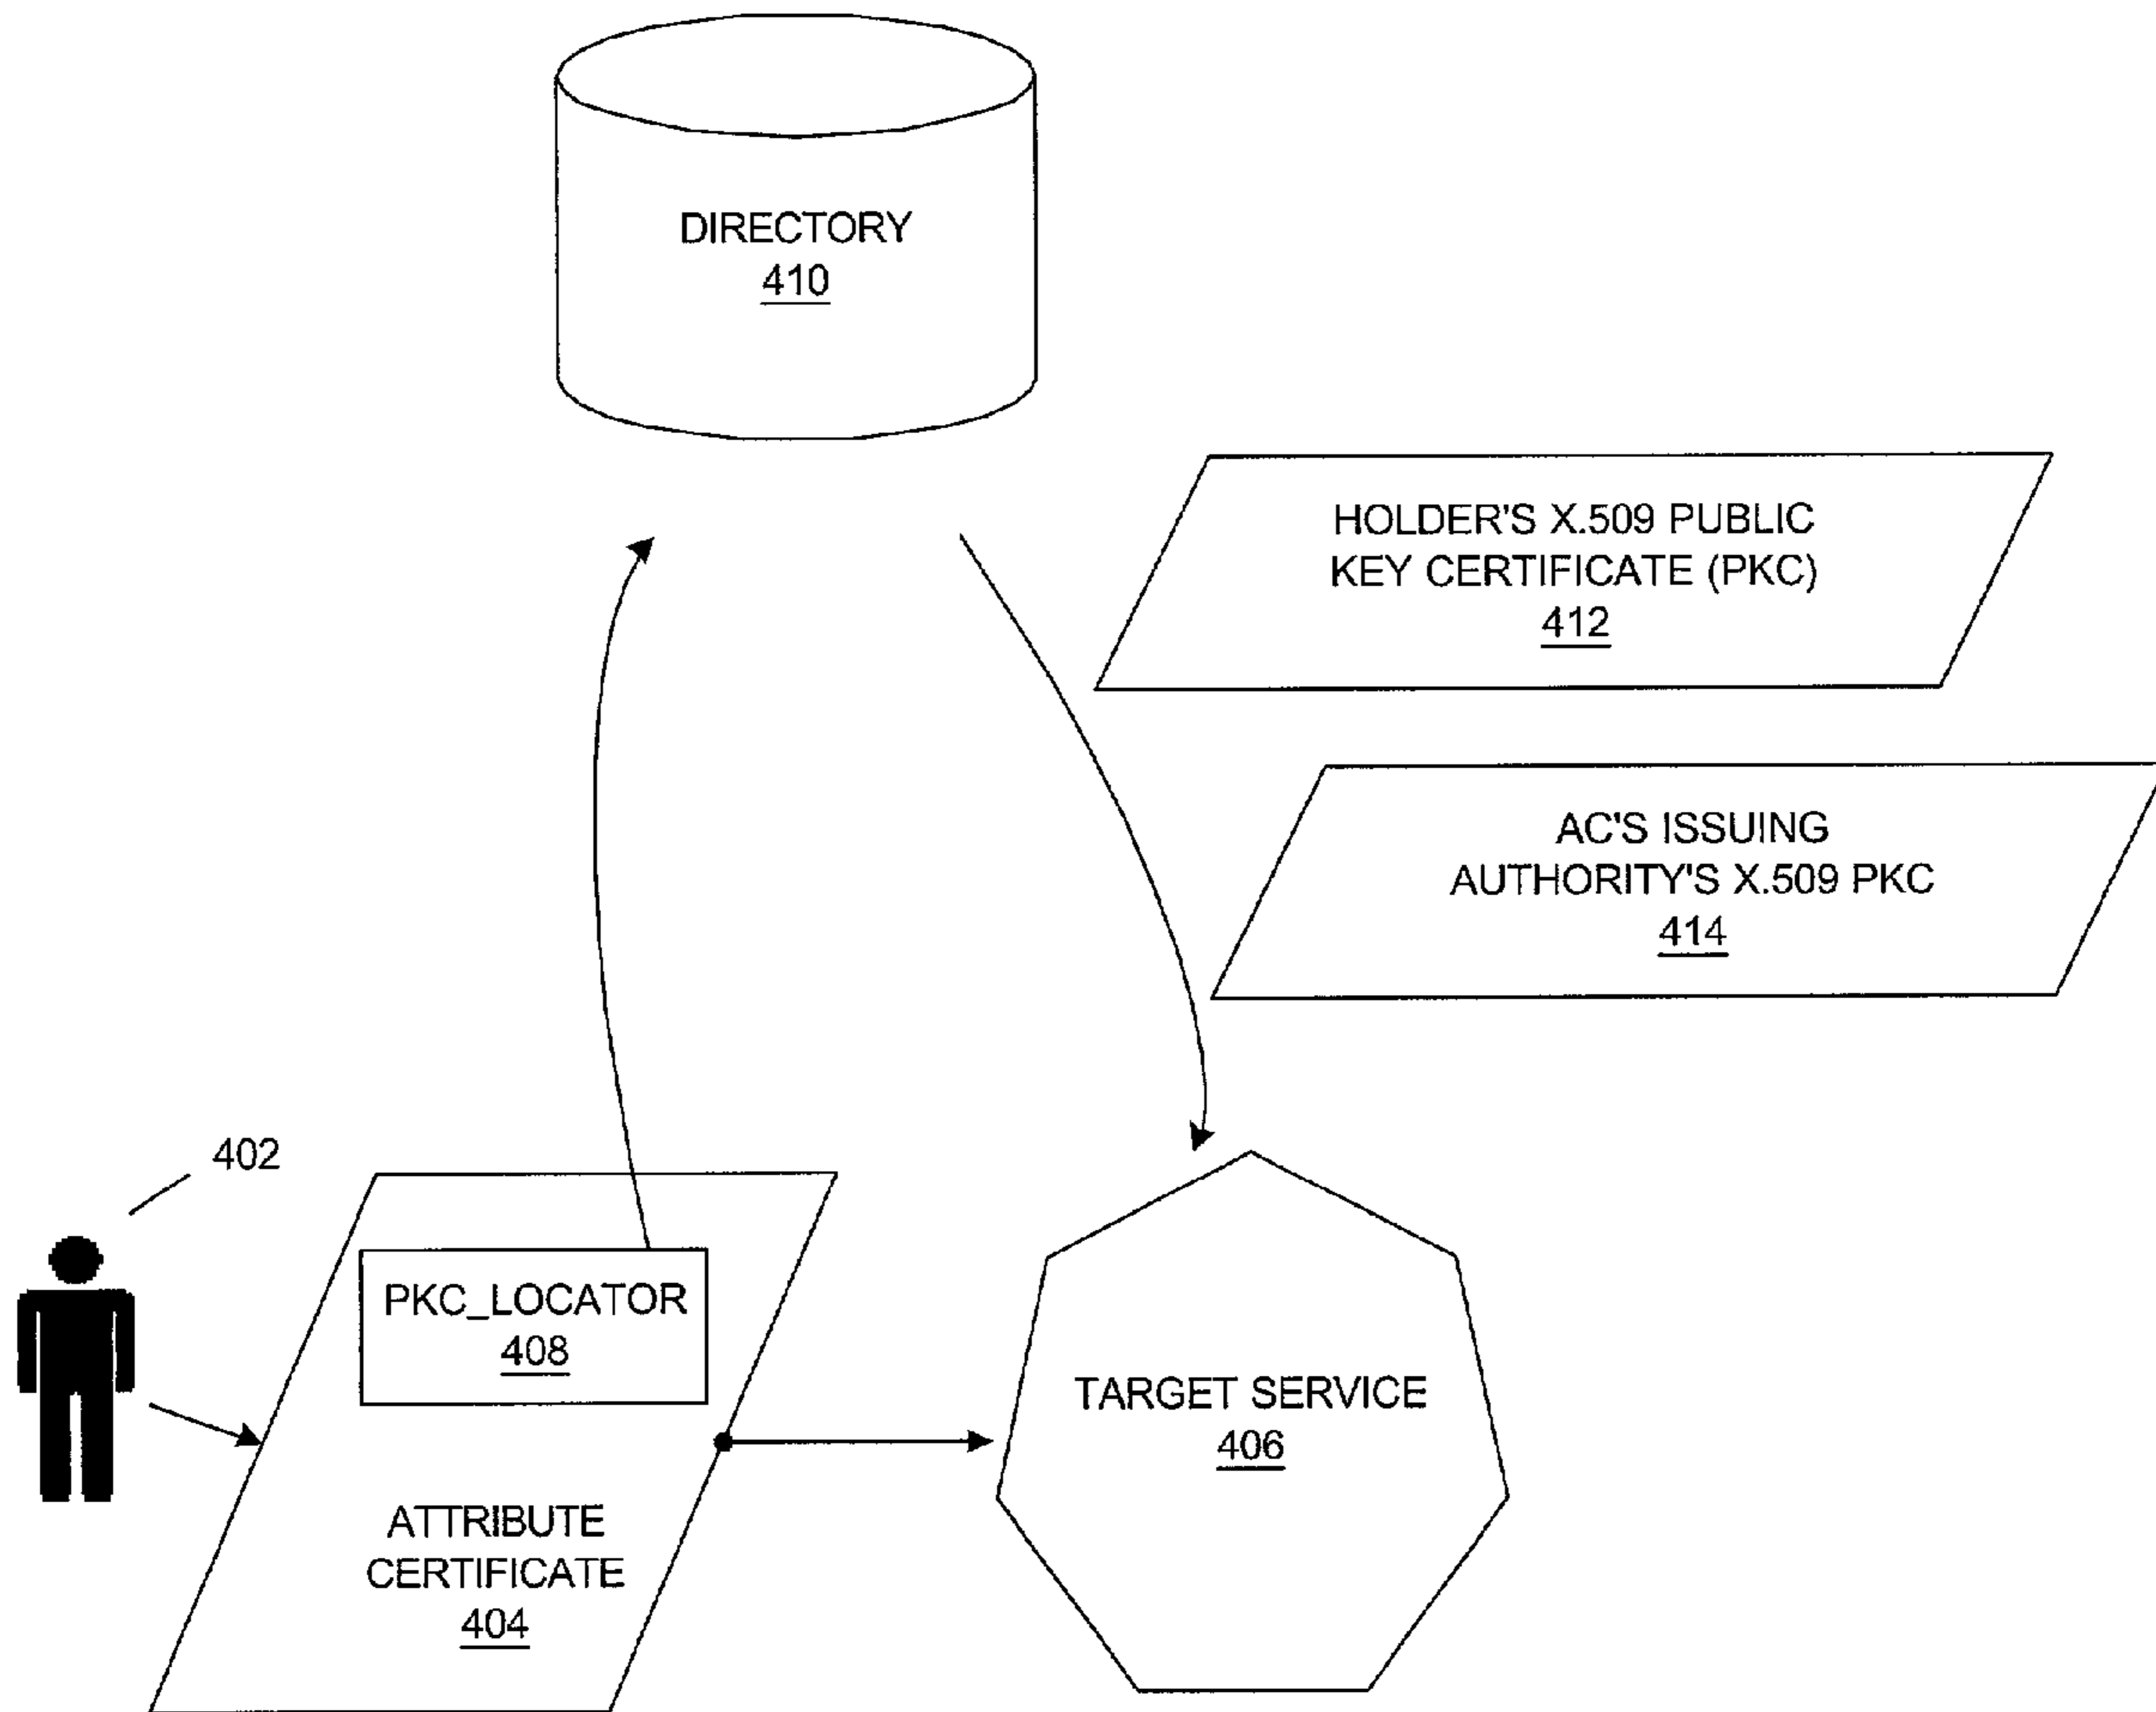 DIRECTORY
410
HOLDER'S X.509 PUBLIC
KEY CERTIFICATE (PKC)
412
AC'S ISSUING
AUTHORITY'S X.509 PKC
414
402
PKC_LOCATOR
408
ATTRIBUTE
CERTIFICATE
404
TARGET SERVICE
406